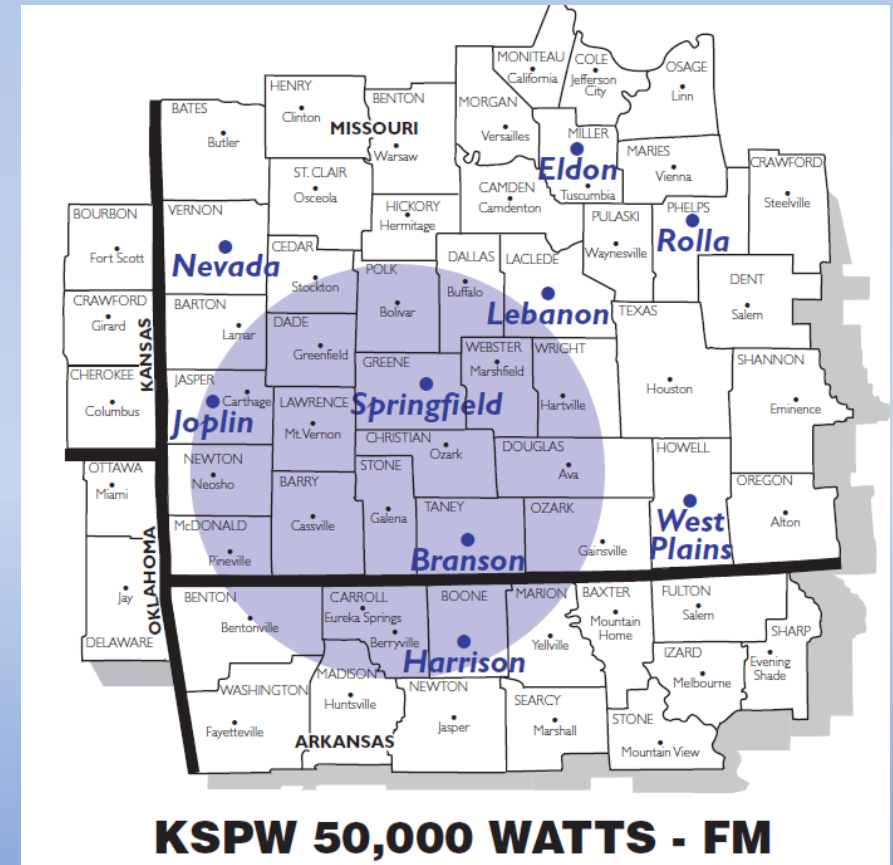 MONITEAU
California
COLE
Jefferson
City
OSAGE
Linn
HENRY
Clinton
BENTON
Warsaw
MORGAN
Versailles
MISSOURI
BATES
Butler
MILLER
Eldon
Tuscumbia
MARIES
Vienna
CRAWFORD
Steelville
ST. CLAIR
Osceola
HICKORY
Hermitage
CAMDEN
Camdenton
PULASKI
Waynesville
PHELPS
Rolla
BOURBON
Fort Scott
VERNON
Nevada
CEDAR
Stockton
POLK
Bolivar
DALLAS
Buffalo
LACLEDE
Lebanon
DENT
Salem
CRAWFORD
Girard
KANSAS
BARTON
Lamar
DADE
Greenfield
GREENE
Springfield
WEBSTER
Marshfield
WRIGHT
Hartville
TEXAS
Houston
SHANNON
Eminence
CHEROKEE
Columbus
JASPER
Carthage
Joplin
LAWRENCE
Mt. Vernon
CHRISTIAN
Ozark
DOUGLAS
Ava
HOWELL
West
Plains
OREGON
Alton
OTTAWA
Miami
NEWTON
Neosho
BARRY
Cassville
STONE
Galena
TANEY
Branson
OZARK
Gainsville
McDONALD
Pineville
OKLAHOMA
Jay
DELAWARE
BENTON
Bentonville
CARROLL
Eureka Springs
Berryville
BOONE
Harrison
MARION
Yellville
BAXTER
Mountain
Home
FULTON
Salem
SHARP
Evening
Shade
IZARD
Melbourne
WASHINGTON
Fayetteville
MADISON
Huntsville
NEWTON
Jasper
SEARCY
Marshall
STONE
Mountain View
ARKANSAS
KSPW 50,000 WATTS - FM